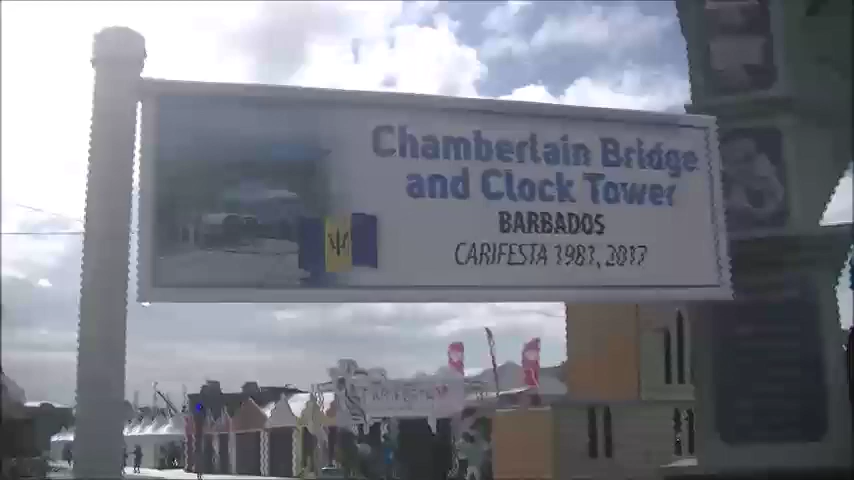 Chamberlain Bridge
and Clock Tower
BARBADOS
CARIFESTA 1981, 2017